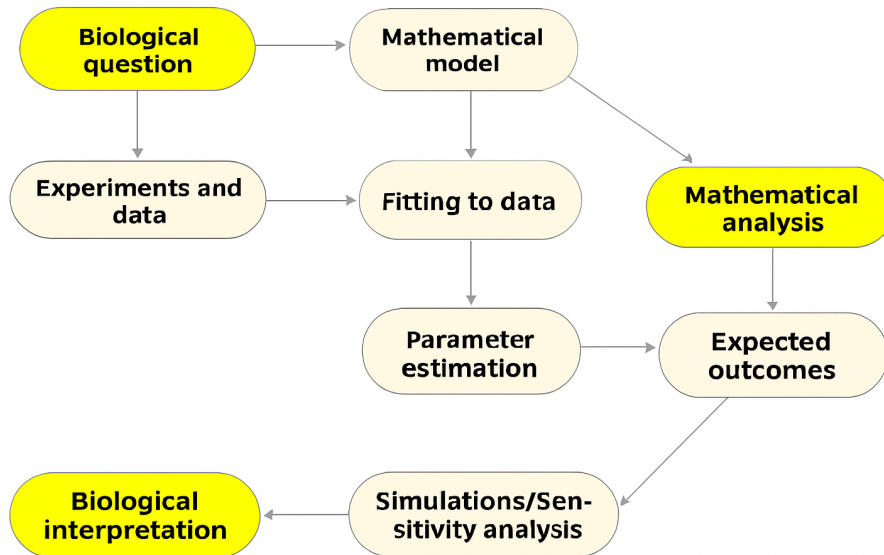 Biological
question
Mathematical
model
Experiments and
data
Fitting to data
Mathematical
analysis
Parameter
estimation
Expected
outcomes
Biological
interpretation
Simulations/Sen-
sitivity analysis